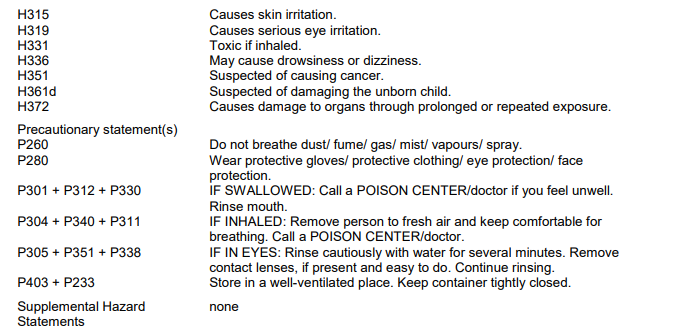 H315 Causes skin irritation.
H319 Causes serious eye irritation.
H331 Toxic if inhaled.
H336 May cause drowsiness or dizziness.
H351 Suspected of causing cancer.
H361d Suspected of damaging the unborn child.
H372 Causes damage to organs through prolonged or repeated exposure.
Precautionary statement(s)
P260 Do not breathe dust/ fume/ gas/ mist/ vapours/ spray.
P280 Wear protective gloves/ protective clothing/ eye protection/ face
protection.
P301 + P312 + P330 IF SWALLOWED: Call a POISON CENTER/doctor if you feel unwell.
Rinse mouth.
P304 + P340 + P311 IF INHALED: Remove person to fresh air and keep comfortable for
breathing. Call a POISON CENTER/doctor.
P305 + P351 + P338 IF IN EYES: Rinse cautiously with water for several minutes. Remove
contact lenses, if present and easy to do. Continue rinsing.
P403 + P233 Store in a well-ventilated place. Keep container tightly closed.
Supplemental Hazard none
Statements